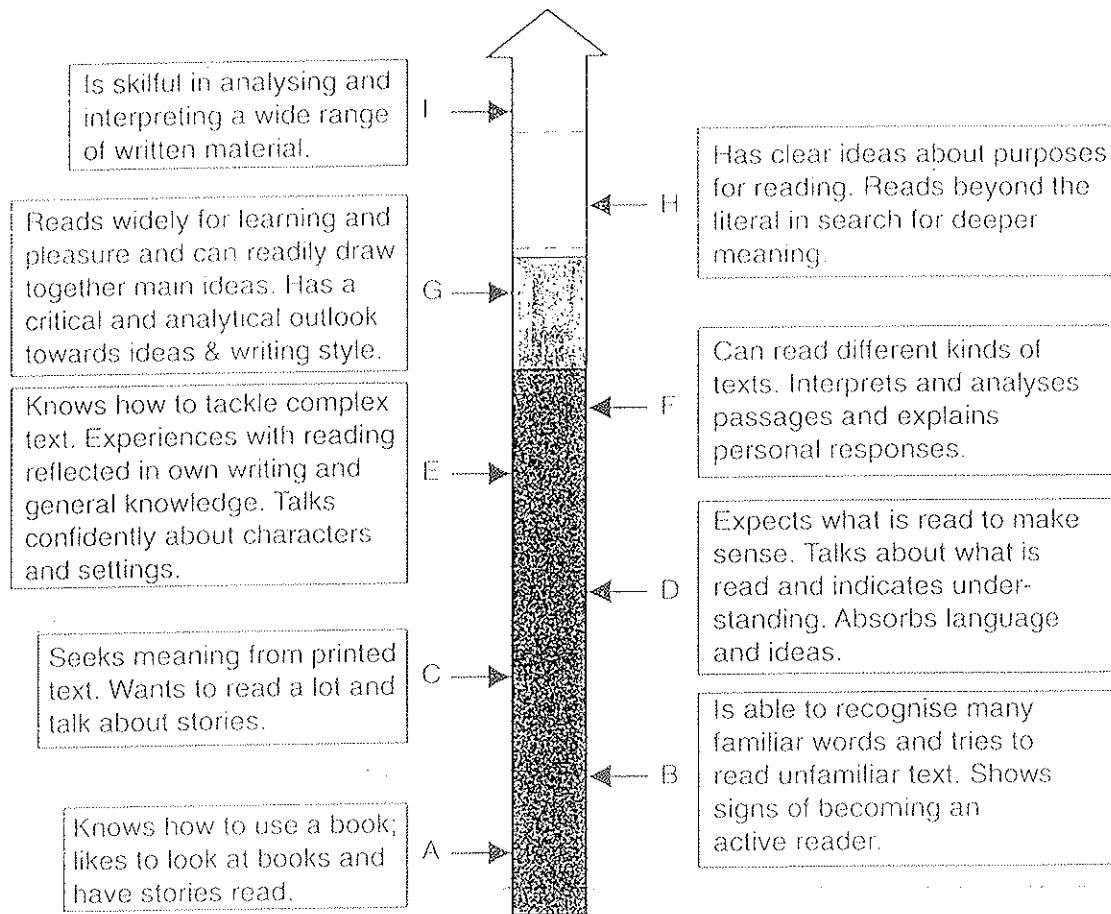 Is skilful in analysing and
interpreting a wide range
of written material.
I
Has clear ideas about purposes
for reading. Reads beyond the
literal in search for deeper
meaning.
H
Reads widely for learning and
pleasure and can readily draw
together main ideas. Has a
critical and analytical outlook
towards ideas & writing style.
G
Can read different kinds of
texts. Interprets and analyses
passages and explains
personal responses.
F
Knows how to tackle complex
text. Experiences with reading
reflected in own writing and
general knowledge. Talks
confidently about characters
and settings.
E
Expects what is read to make
sense. Talks about what is
read and indicates under-
standing. Absorbs language
and ideas.
D
Seeks meaning from printed
text. Wants to read a lot and
talk about stories.
C
Is able to recognise many
familiar words and tries to
read unfamiliar text. Shows
signs of becoming an
active reader.
B
Knows how to use a book;
likes to look at books and
have stories read.
A